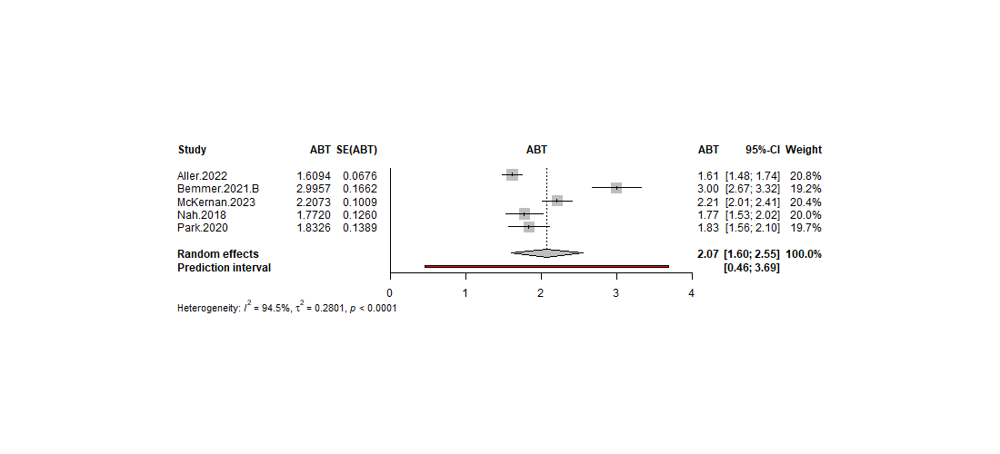 Study ABT SE(ABT) ABT ABT 95%-CI Weight
Aller.2022 1.6094 0.0676 1.61 [1.48; 1.74] 20.8%
Bemmer.2021.B 2.9957 0.1662 3.00 [2.67; 3.32] 19.2%
McKernan.2023 2.2073 0.1009 2.21 [2.01; 2.41] 20.4%
Nah.2018 1.7720 0.1260 1.77 [1.53; 2.02] 20.0%
Park.2020 1.8326 0.1389 1.83 [1.56; 2.10] 19.7%
Random effects 2.07 [1.60; 2.55] 100.0%
Prediction interval [0.46; 3.69]
0 1 2 3 4
Heterogeneity: I² = 94.5%, τ² = 0.2801, p < 0.0001